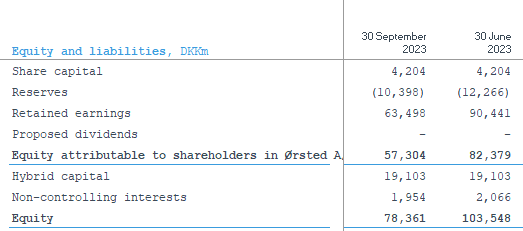 30 September 30 June
Equity and liabilities, DKKm 2023 2023
Share capital 4,204 4,204
Reserves (10,398) (12,266)
Retained earnings 63,498 90,441
Proposed dividends – –
Equity attributable to shareholders in Ørsted A 57,304 82,379
Hybrid capital 19,103 19,103
Non-controlling interests 1,954 2,066
Equity 78,361 103,548